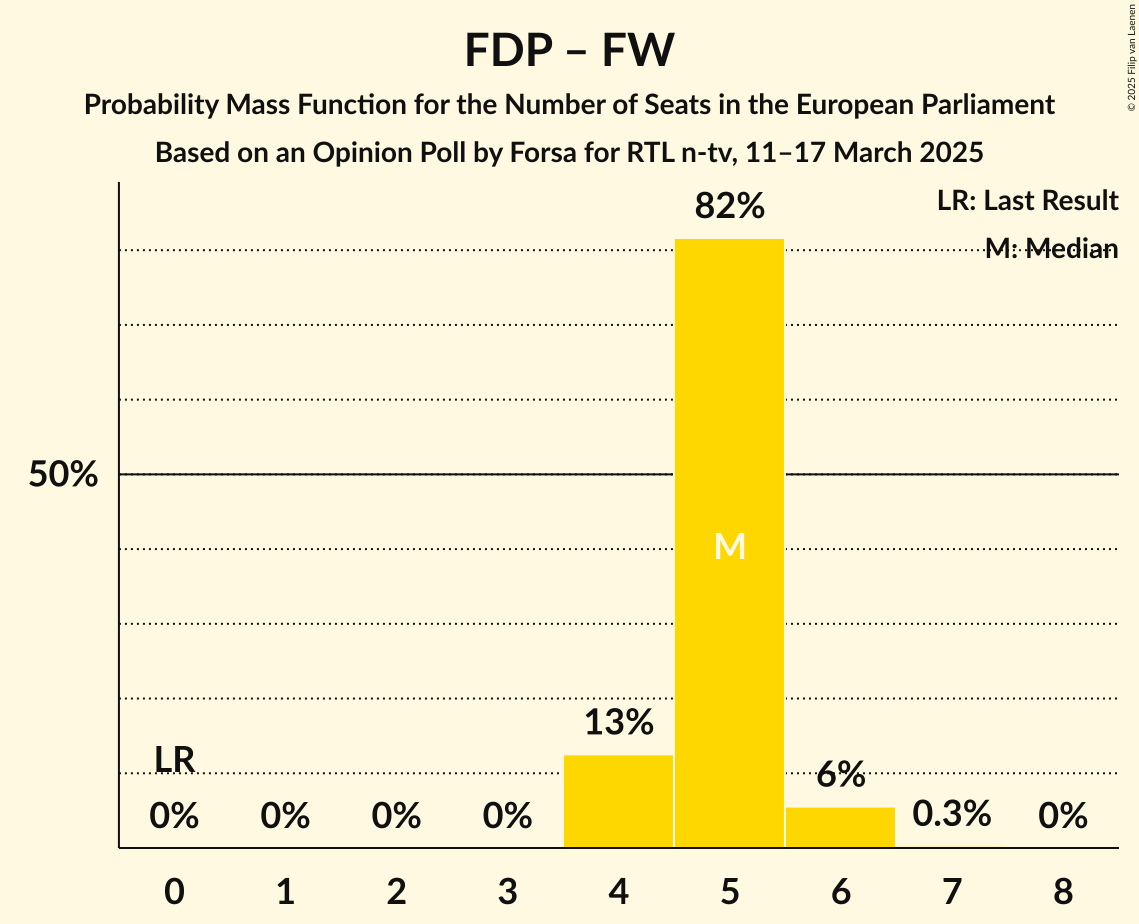 FDP – FW
Probability Mass Function for the Number of Seats in the European Parliament
Based on an Opinion Poll by Forsa for RTL n-tv, 11–17 March 2025
© 2025 Filip van Laenen
LR: Last Result
M: Median
82%
50%
M
13%
LR
6%
0%
0%
0%
0%
0.3%
0%
0
1
2
3
4
5
6
7
8